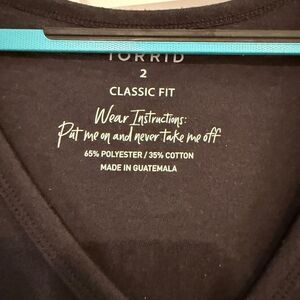 TORRID
2
CLASSIC FIT
Wear Instructions:
Put me on and never take me off
65% POLYESTER / 35% COTTON
MADE IN GUATEMALA